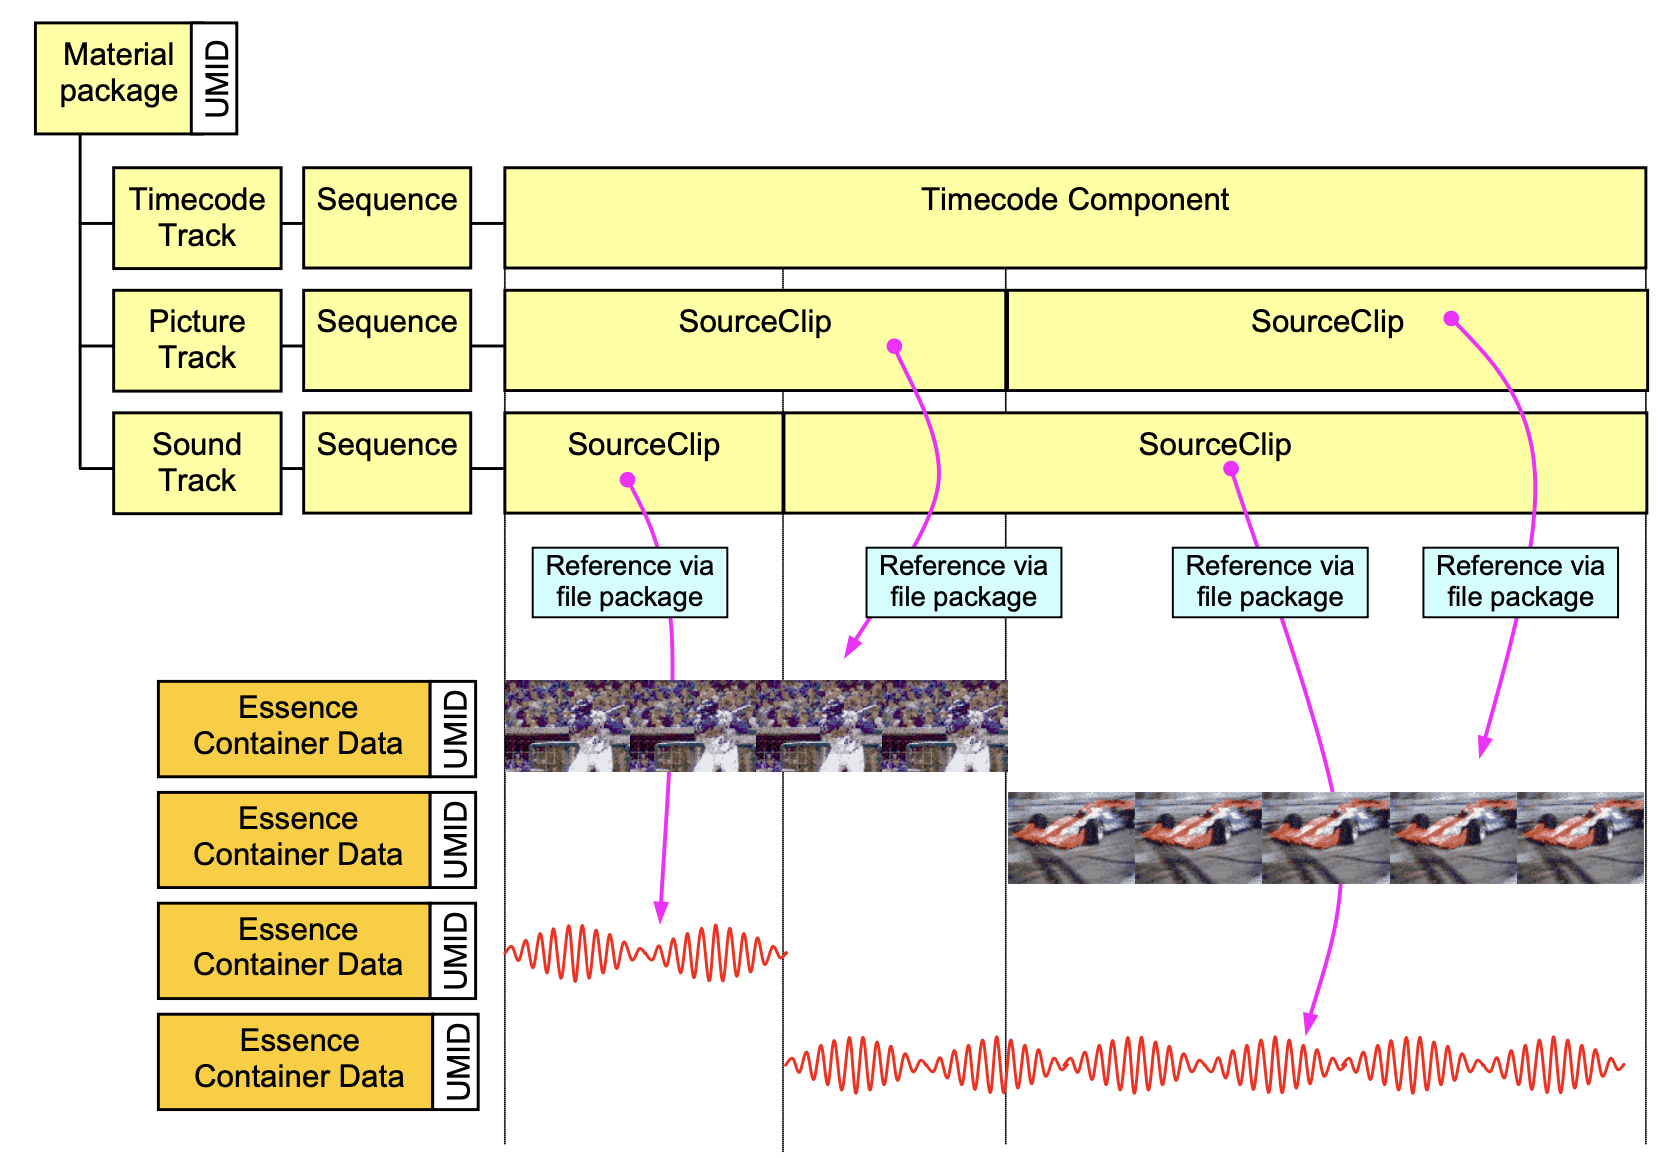 Material
package
UMID
Timecode
Track
Sequence
Timecode Component
Picture
Track
Sequence
SourceClip
SourceClip
Sound
Track
Sequence
SourceClip
SourceClip
Reference via
file package
Reference via
file package
Reference via
file package
Reference via
file package
Essence
Container Data
UMID
Essence
Container Data
UMID
Essence
Container Data
UMID
Essence
Container Data
UMID